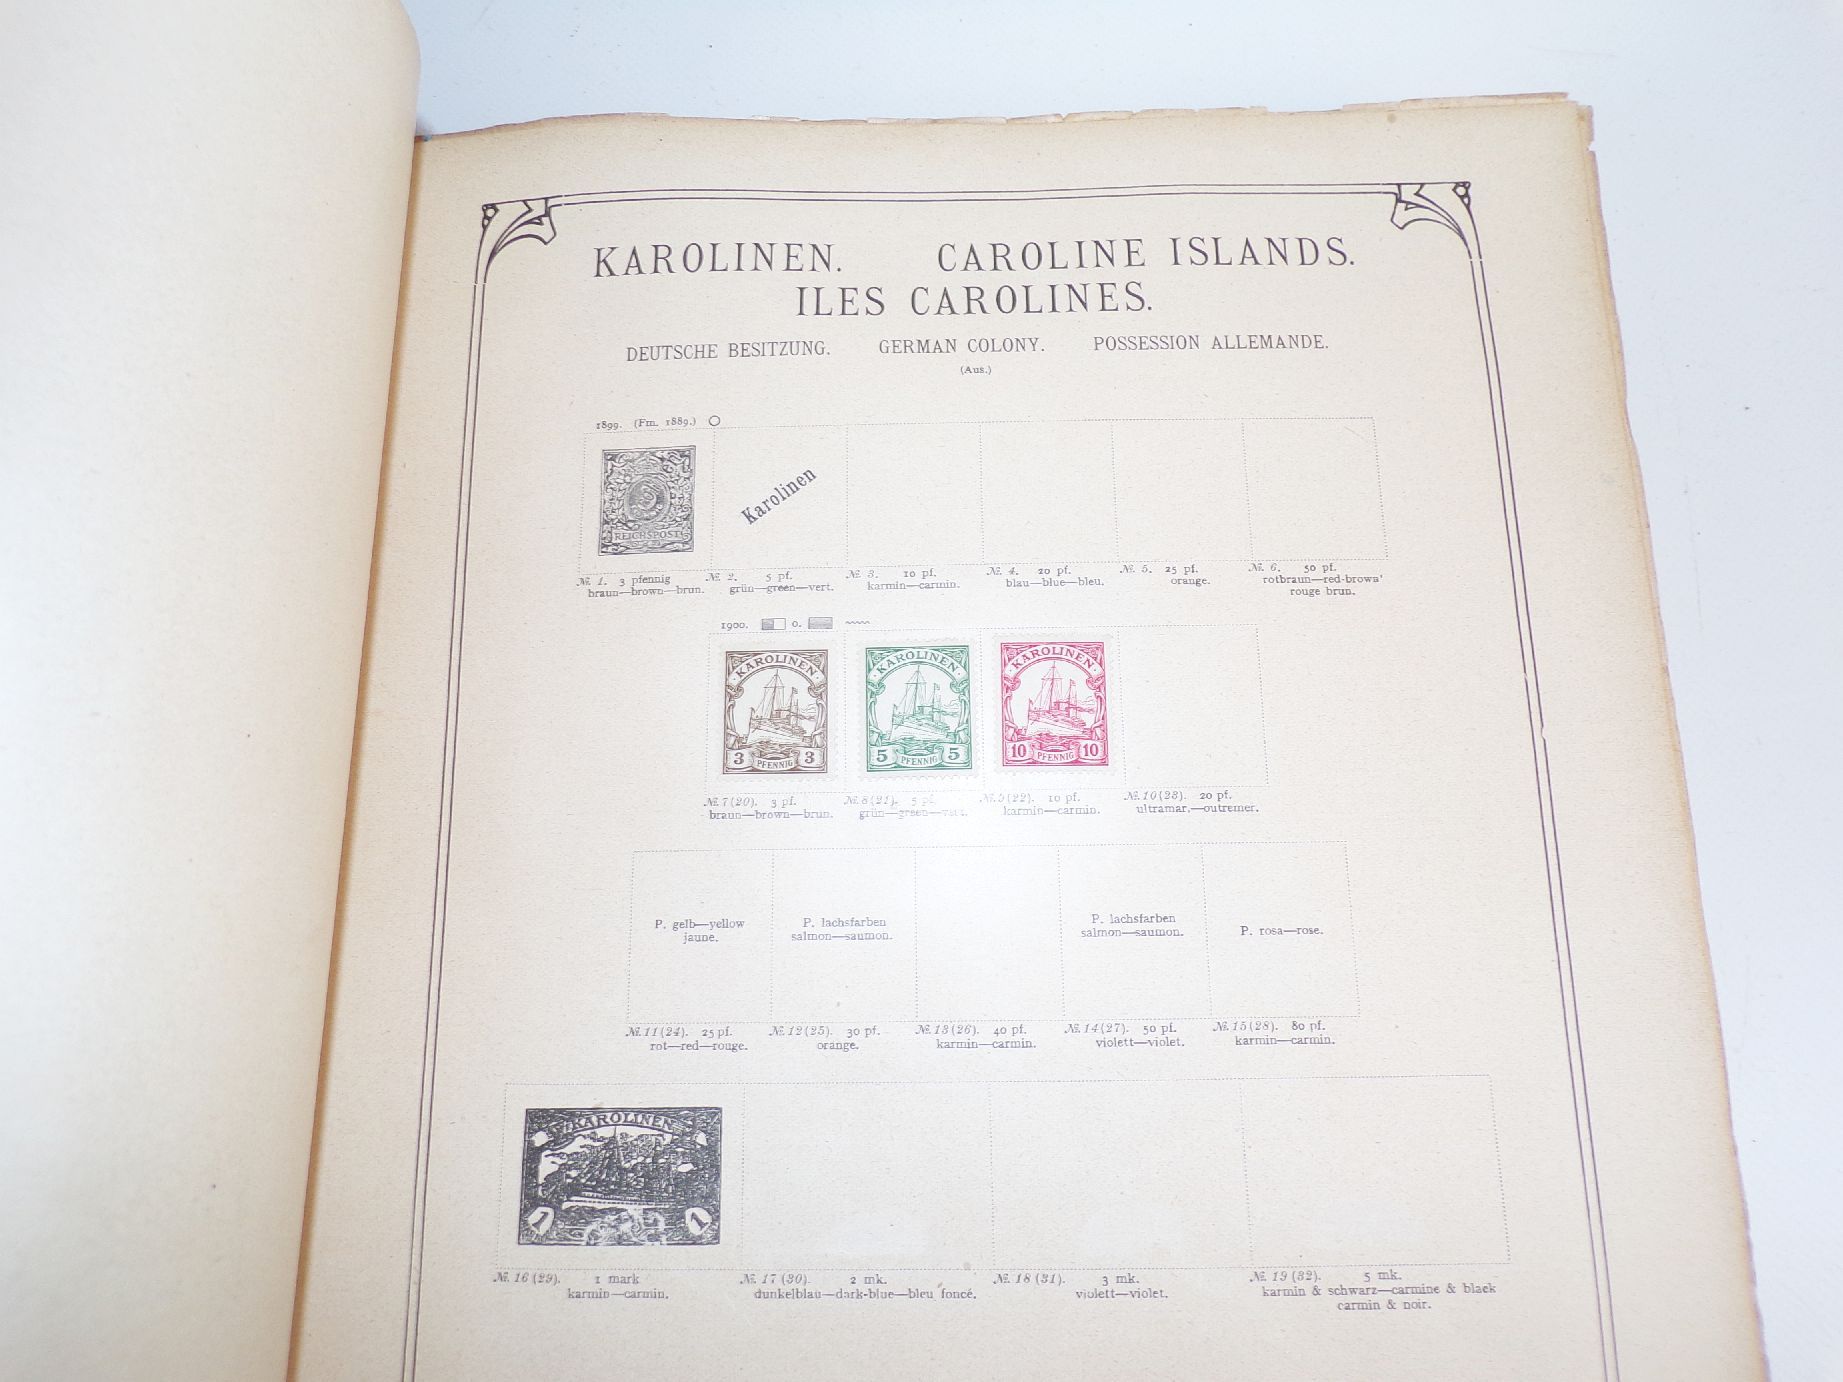 KAROLINEN. CAROLINE ISLANDS.
ILES CAROLINES.
DEUTSCHE BESITZUNG. GERMAN COLONY. POSSESSION ALLEMANDE.
(Aus.)
1899. (Fm. 1889.)
REICHSPOST
Karolinen
№ 1. 3 pfennig
braun—brown—brun.
№ 2. 5 pf.
grün—green—vert.
№ 3. 10 pf.
karmin—carmin.
№ 4. 20 pf.
blau—blue—bleu.
№ 5. 25 pf.
orange.
№ 6. 50 pf.
rotbraun—red-brown'
rouge brun.
1900. o.
KAROLINEN
3 PFENNIG 3
KAROLINEN
5 PFENNIG 5
KAROLINEN
10 PFENNIG 10
№ 7 (20). 3 pf.
braun—brown—brun.
№ 8 (21). 5 pf.
grün—green—vert.
№ 9 (22). 10 pf.
karmin—carmin.
№ 10 (23). 20 pf.
ultramar.—outremer.
P. gelb—yellow
jaune.
P. lachsfarben
salmon—saumon.
P. lachsfarben
salmon—saumon.
P. rosa—rose.
№ 11 (24). 25 pf.
rot—red—rouge.
№ 12 (25). 30 pf.
orange.
№ 13 (26). 40 pf.
karmin—carmin.
№ 14 (27). 50 pf.
violett—violet.
№ 15 (28). 80 pf.
karmin—carmin.
KAROLINEN
1 1
№ 16 (29). 1 mark
karmin—carmin.
№ 17 (30). 2 mk.
dunkelblau—dark-blue—bleu foncé.
№ 18 (31). 3 mk.
violett—violet.
№ 19 (32). 5 mk.
karmin & schwarz—carmine & black
carmin & noir.